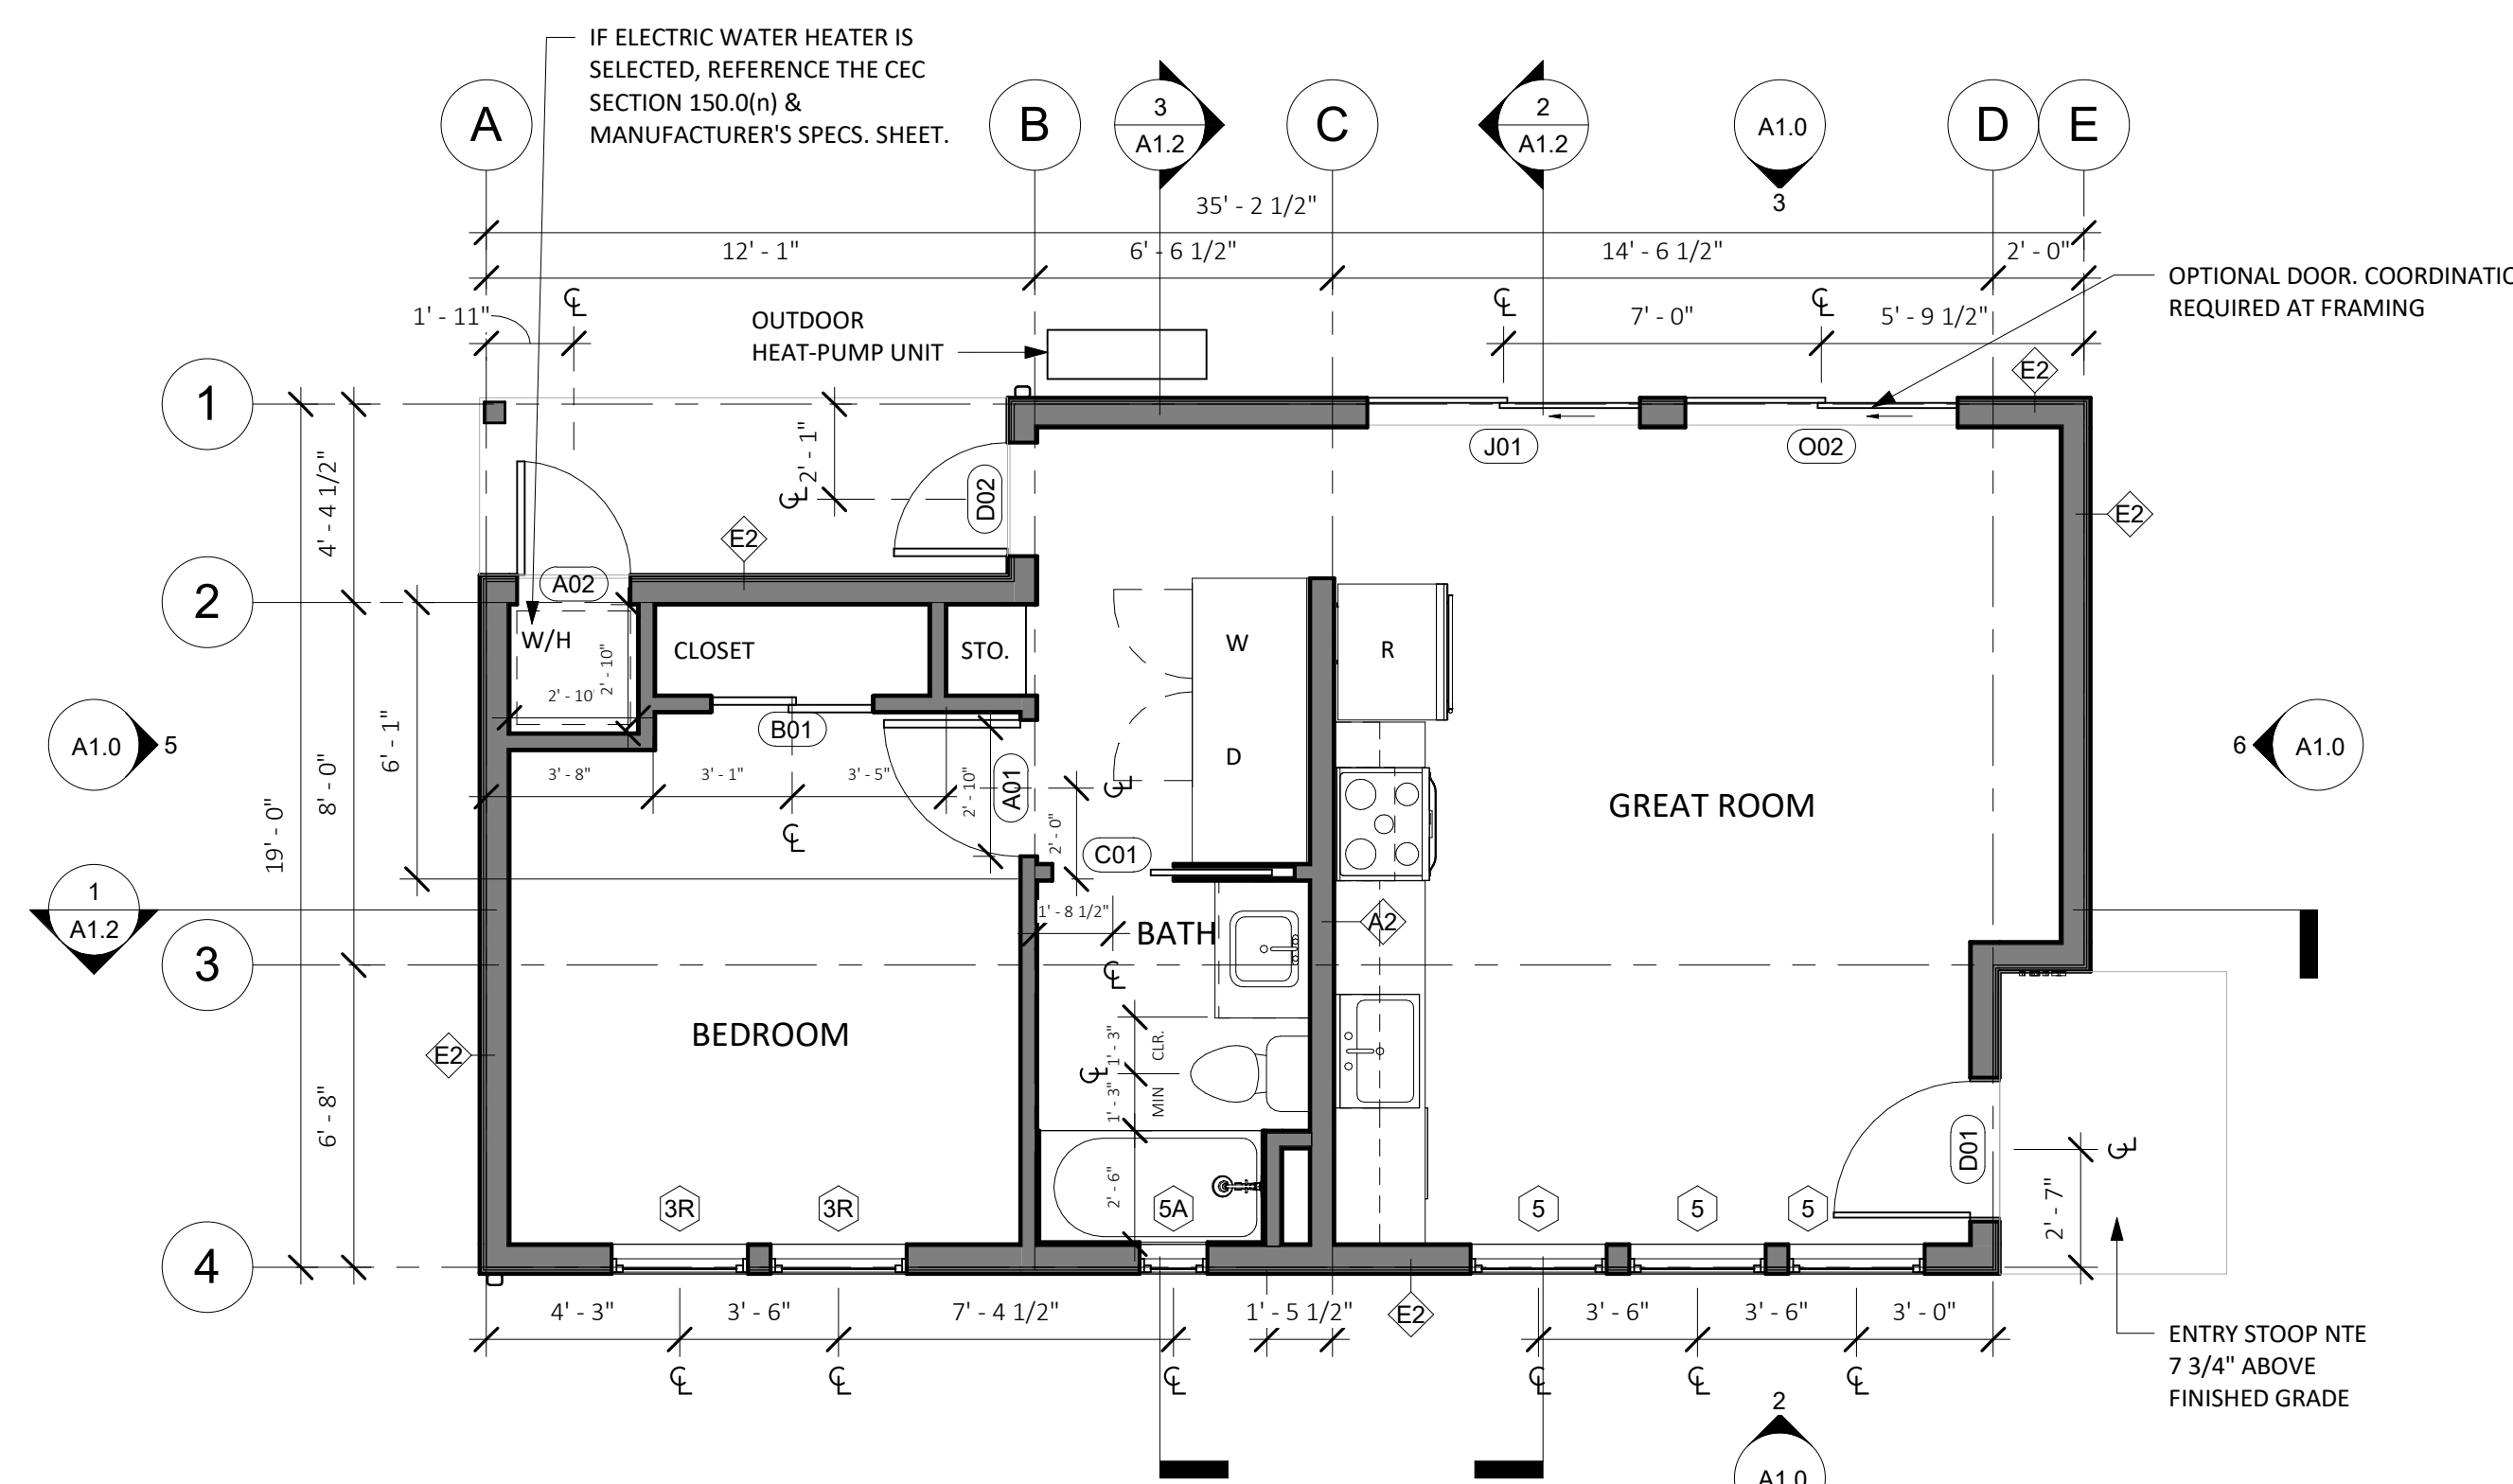 IF ELECTRIC WATER HEATER IS
SELECTED, REFERENCE THE CEC
SECTION 150.0(n) &
MANUFACTURER'S SPECS. SHEET.
A
B
3
A1.2
C
2
A1.2
A1.0
3
D
E
35' - 2 1/2"
12' - 1"
6' - 6 1/2"
14' - 6 1/2"
2' - 0"
OPTIONAL DOOR. COORDINATIO
REQUIRED AT FRAMING
1' - 11"
℄
OUTDOOR
HEAT-PUMP UNIT
℄
7' - 0"
℄
5' - 9 1/2"
E2
1
2' - 1"
℄
D02
J01
O02
4' - 4 1/2"
E2
E2
2
A02
W/H
2' - 10
2' - 10"
CLOSET
STO.
W
R
B01
A1.0
5
6' - 1"
3' - 8"
3' - 1"
3' - 5"
℄
2' - 10"
A01
℄
2' - 0"
D
GREAT ROOM
6
A1.0
19' - 0"
8' - 0"
C01
1
A1.2
1' - 8 1/2"
BATH
℄
A2
3
BEDROOM
E2
1' - 3"
CLR.
℄
1' - 3"
MIN
6' - 8"
2' - 6"
D01
℄
2' - 7"
3R
3R
5A
5
5
5
4
4' - 3"
3' - 6"
7' - 4 1/2"
1' - 5 1/2"
E2
3' - 6"
3' - 6"
3' - 0"
℄
℄
℄
℄
℄
℄
ENTRY STOOP NTE
7 3/4" ABOVE
FINISHED GRADE
2
A1.0